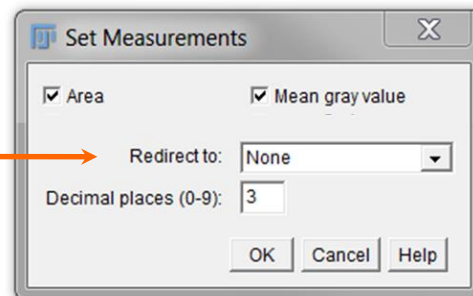 Set Measurements
Area Mean gray value
Redirect to: None
Decimal places (0-9): 3
OK Cancel Help